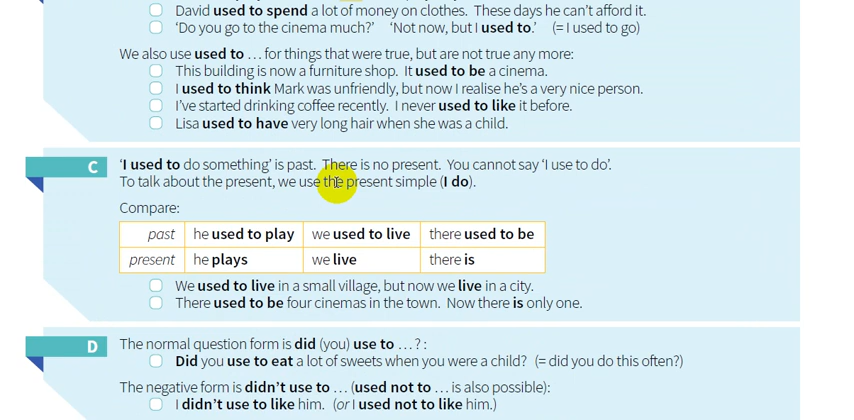 David used to spend a lot of money on clothes. These days he can't afford it.
'Do you go to the cinema much?' 'Not now, but I used to.' (= I used to go)
We also use used to … for things that were true, but are not true any more:
This building is now a furniture shop. It used to be a cinema.
I used to think Mark was unfriendly, but now I realise he's a very nice person.
I've started drinking coffee recently. I never used to like it before.
Lisa used to have very long hair when she was a child.
C
'I used to do something' is past. There is no present. You cannot say 'I use to do'.
To talk about the present, we use the present simple (I do).
Compare:
past he used to play we used to live there used to be
present he plays we live there is
We used to live in a small village, but now we live in a city.
There used to be four cinemas in the town. Now there is only one.
D
The normal question form is did (you) use to … ? :
Did you use to eat a lot of sweets when you were a child? (= did you do this often?)
The negative form is didn't use to … (used not to … is also possible):
I didn't use to like him. (or I used not to like him.)